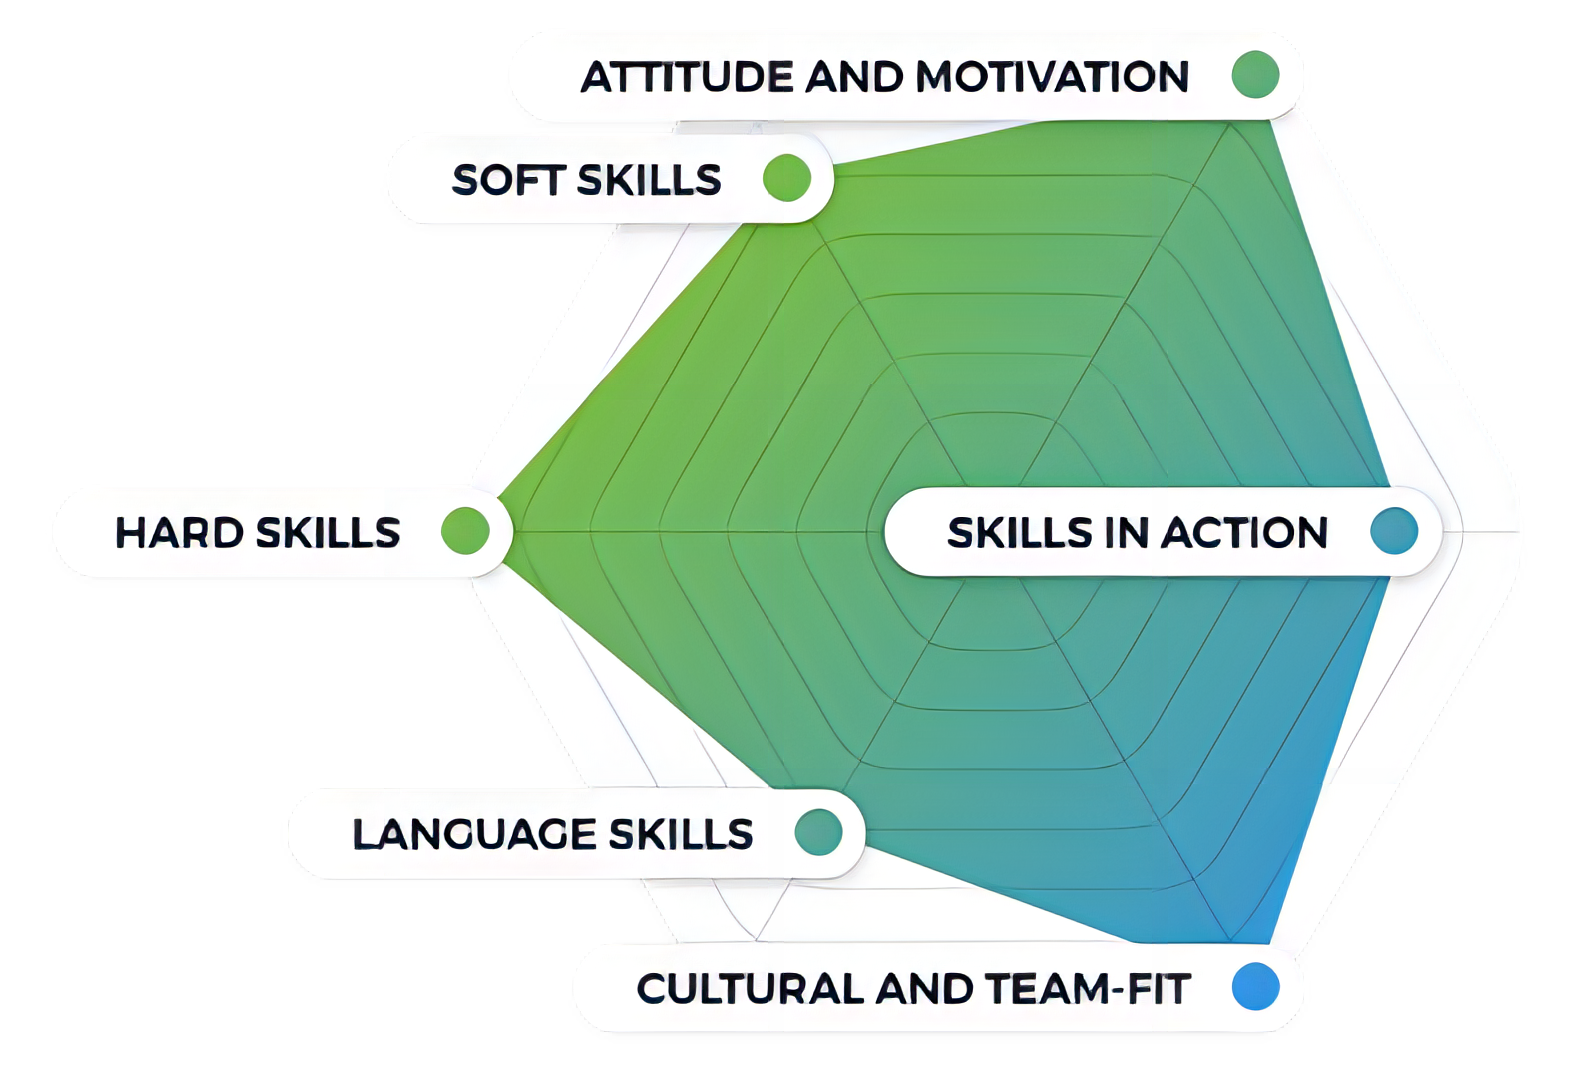 ATTITUDE AND MOTIVATION
SOFT SKILLS
HARD SKILLS
SKILLS IN ACTION
LANGUAGE SKILLS
CULTURAL AND TEAM-FIT